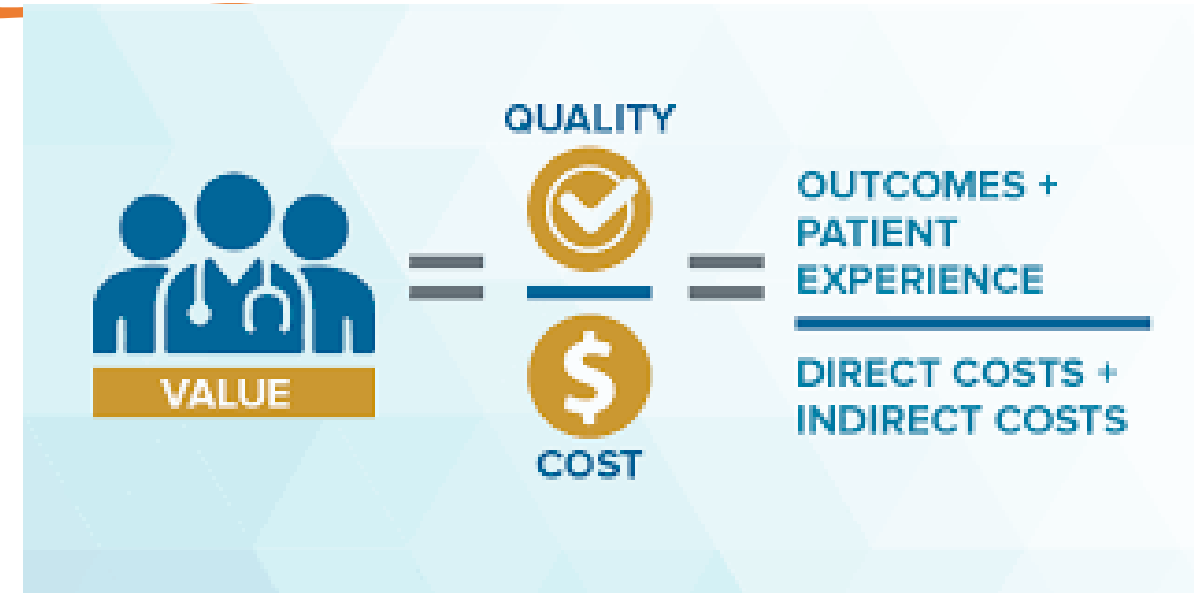 QUALITY
VALUE
=
$
COST
=
OUTCOMES +
PATIENT
EXPERIENCE
DIRECT COSTS +
INDIRECT COSTS